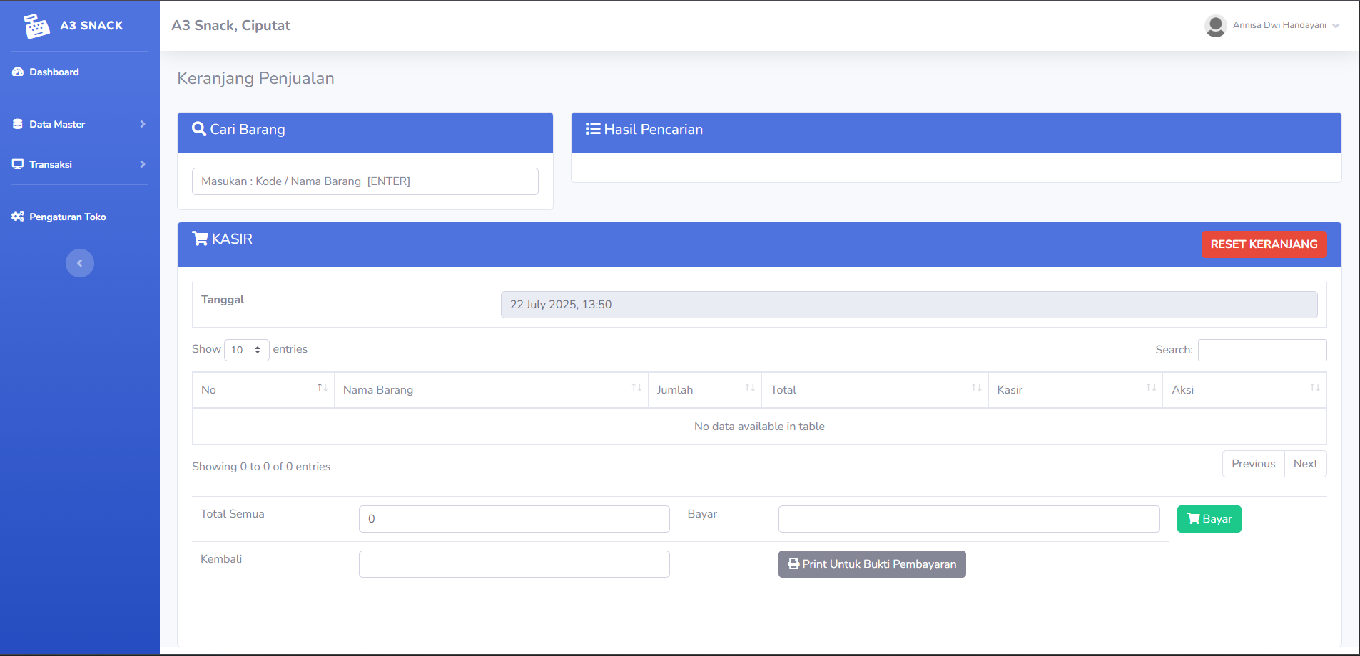 A3 SNACK
A3 Snack, Ciputat
Annisa Dwi Handayani
Dashboard
Data Master
Transaksi
Pengaturan Toko
Keranjang Penjualan
Cari Barang
Masukan : Kode / Nama Barang [ENTER]
Hasil Pencarian
KASIR
RESET KERANJANG
Tanggal
22 July 2025, 13:50
Show 10 entries
Search:
No Nama Barang Jumlah Total Kasir Aksi
No data available in table
Showing 0 to 0 of 0 entries
Previous Next
Total Semua 0 Bayar Bayar
Kembali Print Untuk Bukti Pembayaran